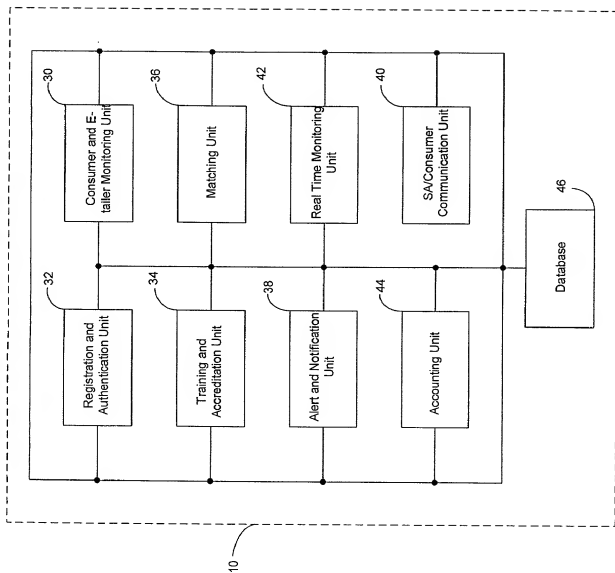 10
32
Registration and
Authentication Unit
30
Consumer and E-
tailer Monitoring Unit
34
Training and
Accreditation Unit
36
Matching Unit
38
Alert and Notification
Unit
42
Real Time Monitoring
Unit
44
Accounting Unit
40
SA/Consumer
Communication Unit
Database
46